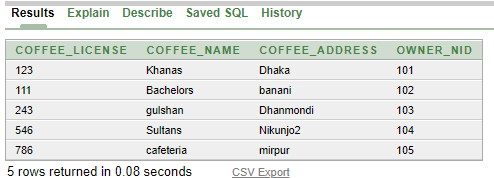 Results Explain Describe Saved SQL History
COFFEE_LICENSE COFFEE_NAME COFFEE_ADDRESS OWNER_NID
123 Khanas Dhaka 101
111 Bachelors banani 102
243 gulshan Dhanmondi 103
546 Sultans Nikunjo2 104
786 cafeteria mirpur 105
5 rows returned in 0.08 seconds CSV Export